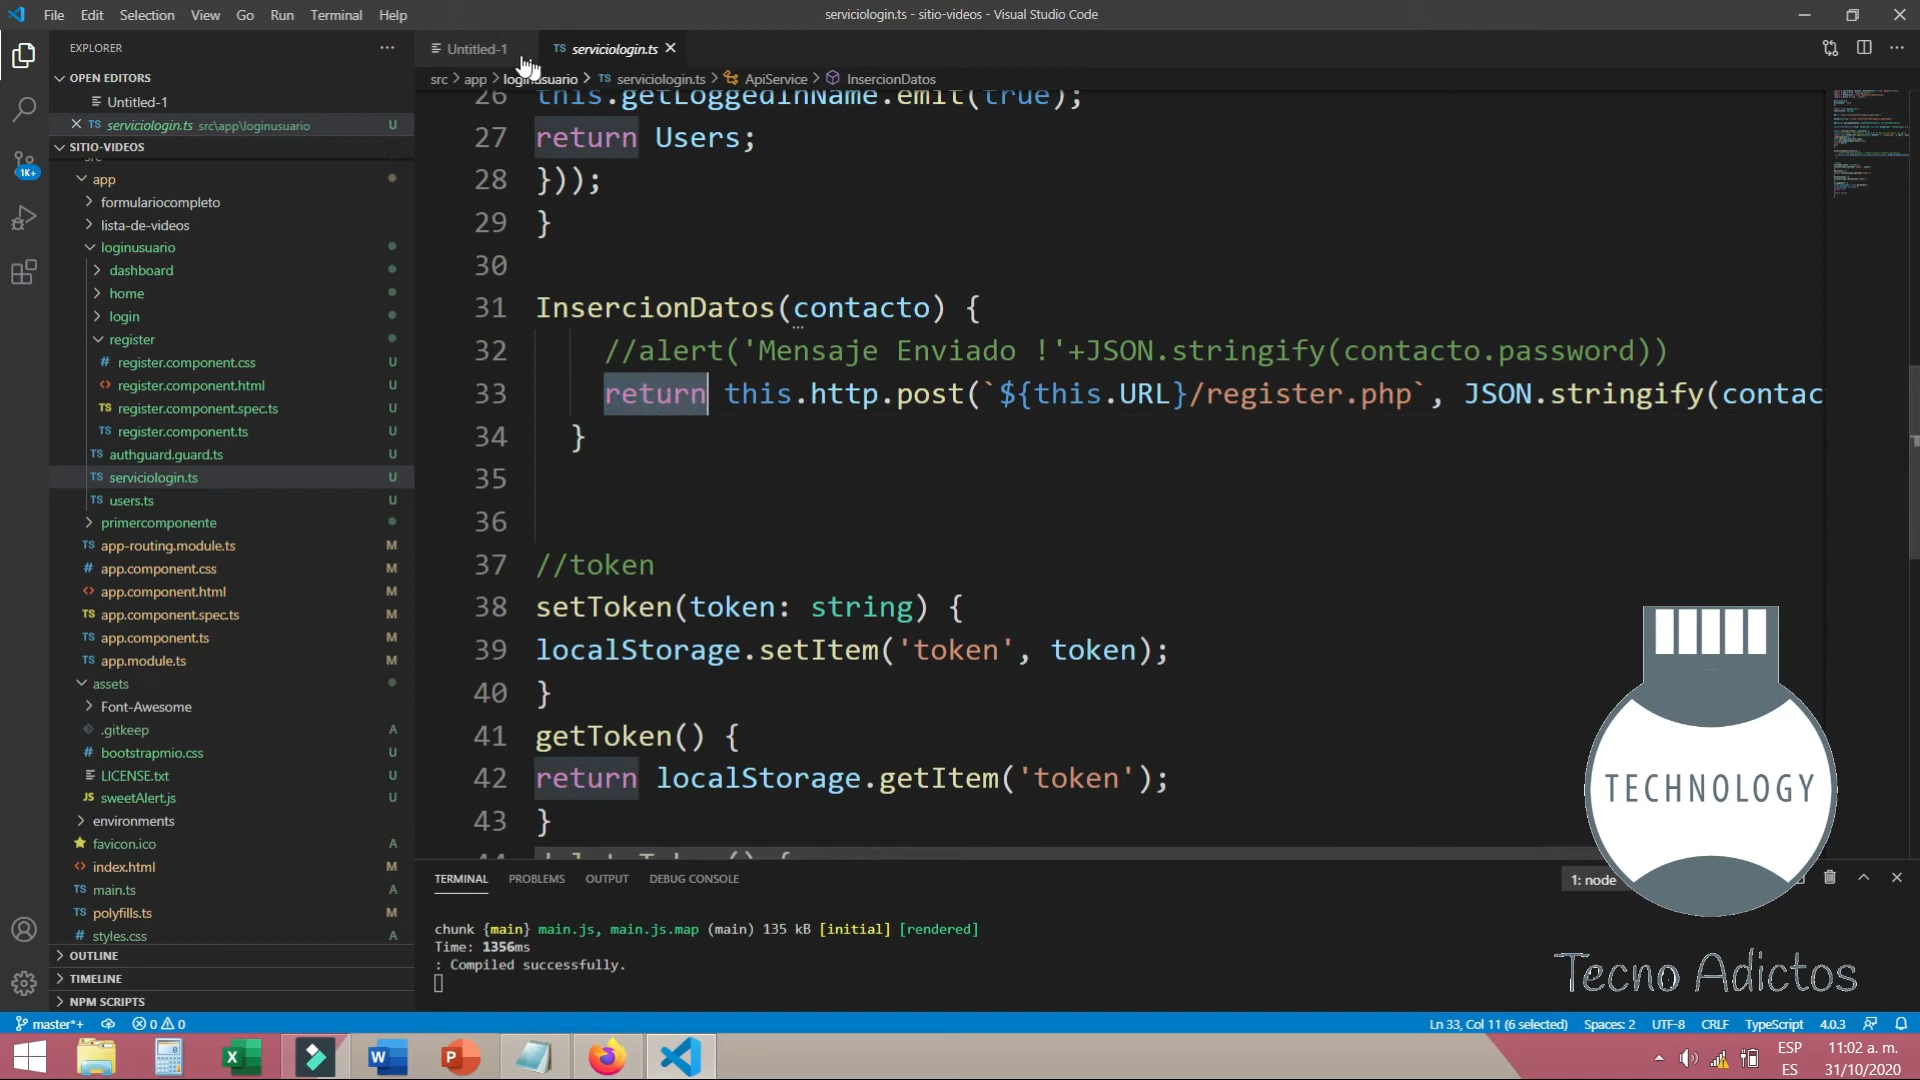 File Edit Selection View Go Run Terminal Help
serviciologin.ts - sitio-videos - Visual Studio Code
EXPLORER
OPEN EDITORS
Untitled-1
TS serviciologin.ts src\app\loginusuario U
SITIO-VIDEOS
src
app
formulariocompleto
lista-de-videos
loginusuario
dashboard
home
login
register
# register.component.css U
<> register.component.html U
TS register.component.spec.ts U
TS register.component.ts U
TS authguard.guard.ts U
TS serviciologin.ts U
TS users.ts U
primercomponente
TS app-routing.module.ts M
# app.component.css M
<> app.component.html M
TS app.component.spec.ts M
TS app.component.ts M
TS app.module.ts M
assets
Font-Awesome
.gitkeep A
# bootstrapmio.css U
LICENSE.txt U
JS sweetAlert.js U
environments
favicon.ico A
<> index.html M
TS main.ts A
TS polyfills.ts M
# styles.css A
OUTLINE
TIMELINE
NPM SCRIPTS
1K+
Untitled-1
TS serviciologin.ts
src > app > loginusuario > TS serviciologin.ts > ApiService > InsercionDatos
26 this.getLoggedInName.emit(true);
27 return Users;
28 }));
29 }
30
31 InsercionDatos(contacto) {
32 //alert('Mensaje Enviado !'+JSON.stringify(contacto.password))
33 return this.http.post(`${this.URL}/register.php`, JSON.stringify(contac
34 }
35
36
37 //token
38 setToken(token: string) {
39 localStorage.setItem('token', token);
40 }
41 getToken() {
42 return localStorage.getItem('token');
43 }
44 deleteToken() {
TERMINAL PROBLEMS OUTPUT DEBUG CONSOLE
1: node
chunk {main} main.js, main.js.map (main) 135 kB [initial] [rendered]
Time: 1356ms
: Compiled successfully.
TECHNOLOGY
Tecno Adictos
master*+ 0 0
Ln 33, Col 11 (6 selected) Spaces: 2 UTF-8 CRLF TypeScript 4.0.3
ESP
ES
11:02 a. m.
31/10/2020